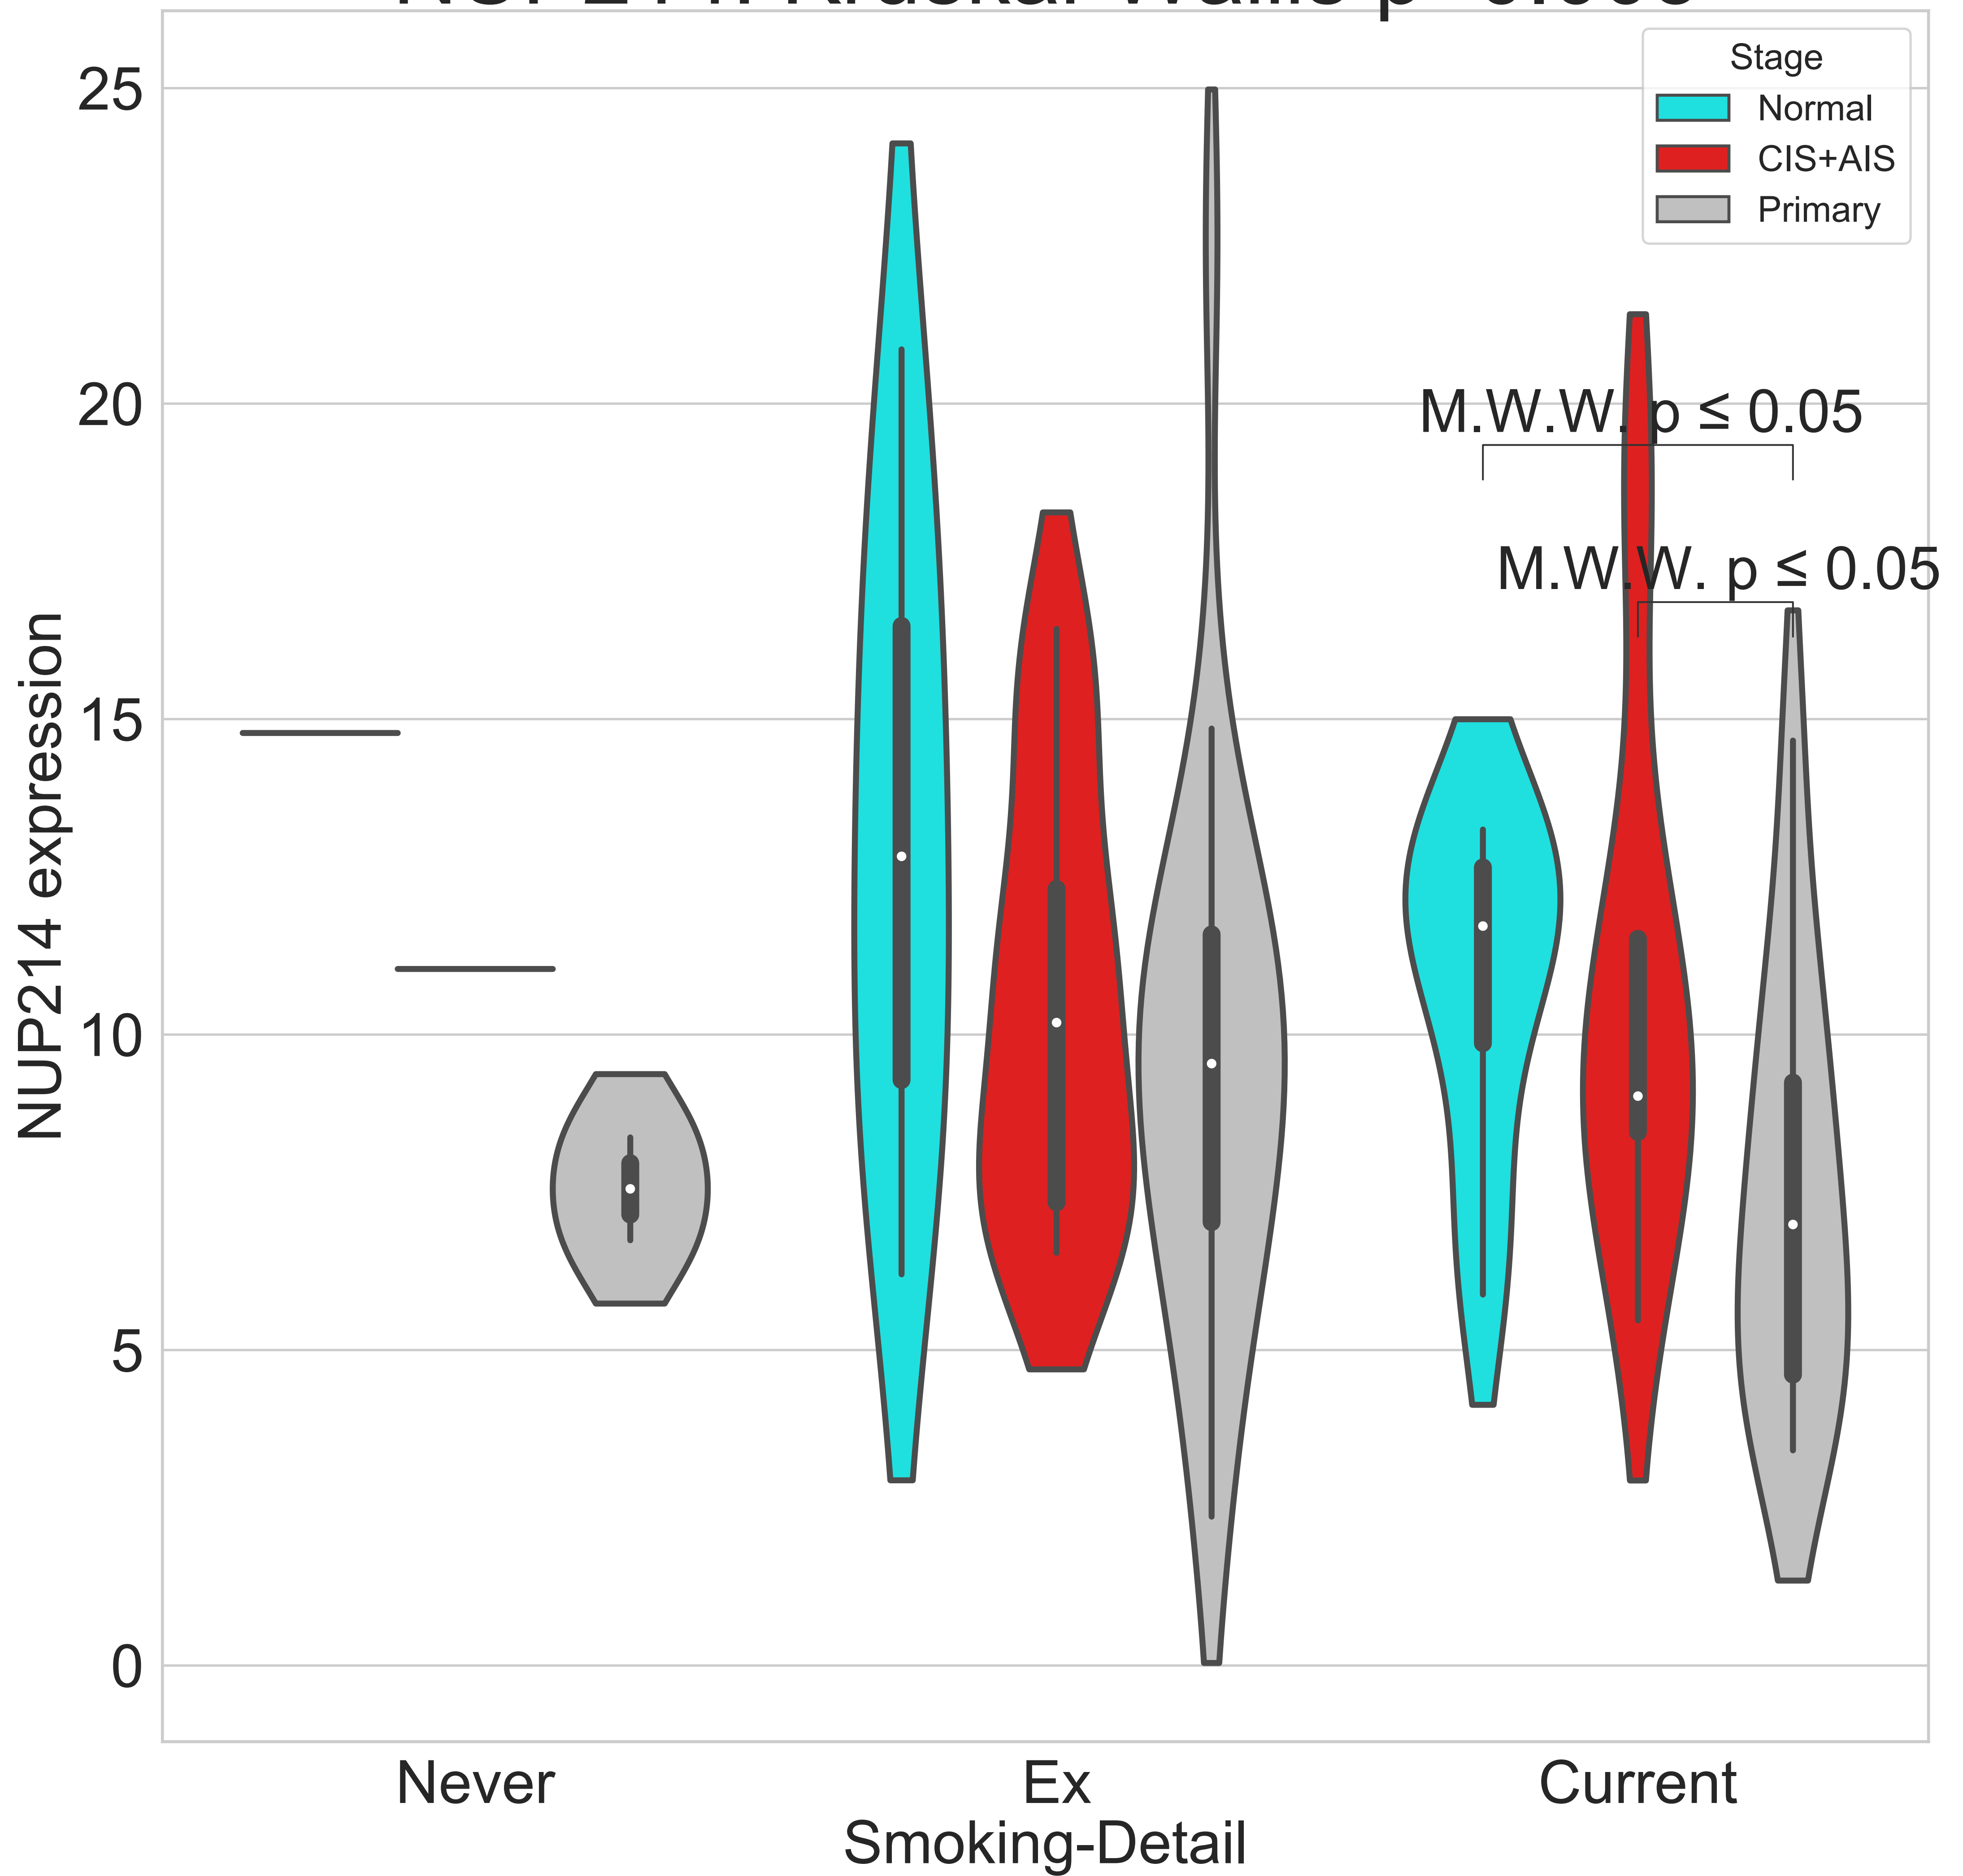 Stage
Normal
CIS+AIS
Primary
25
20
15
10
5
0
NUP214 expression
M.W.W. p ≤ 0.05
M.W.W. p ≤ 0.05
Never
Ex
Current
Smoking-Detail